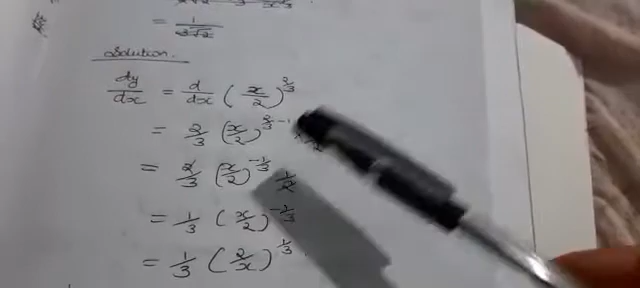 = 1/(3√2)
Solution.
dy/dx = d/dx (x/2)^2/3
= 2/3 (x/2)^2/3 - 1
= 2/3 (x/2)^-1/3 1/2
= 1/3 (x/2)^-1/3
= 1/3 (2/x)^1/3